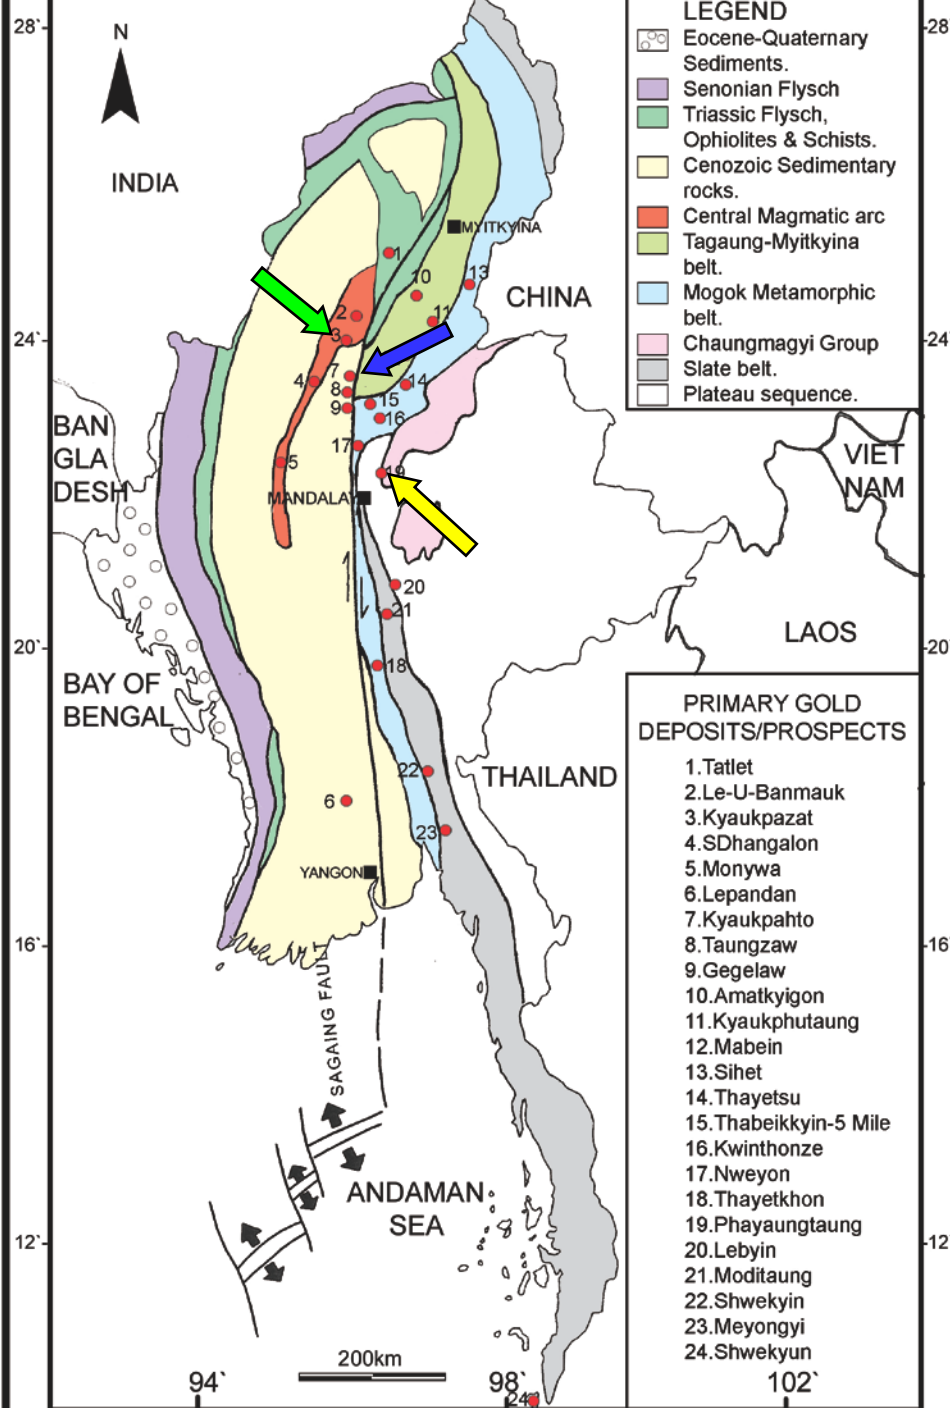 28`
N
INDIA
MYITKYINA
1
10
13
CHINA
2
11
3
24`
7
4
8
14
9
15
16
BAN
GLA
DESH
17
5
19
MANDALAY
VIET
NAM
20
21
20`
LAOS
18
BAY OF
BENGAL
22
THAILAND
6
23
YANGON
16`
SAGAING FAULT
ANDAMAN
SEA
12`
200km
94`
98`
102`
24
LEGEND
Eocene-Quaternary
Sediments.
Senonian Flysch
Triassic Flysch,
Ophiolites & Schists.
Cenozoic Sedimentary
rocks.
Central Magmatic arc
Tagaung-Myitkyina
belt.
Mogok Metamorphic
belt.
Chaungmagyi Group
Slate belt.
Plateau sequence.
PRIMARY GOLD
DEPOSITS/PROSPECTS
1.Tatlet
2.Le-U-Banmauk
3.Kyaukpazat
4.SDhangalon
5.Monywa
6.Lepandan
7.Kyaukpahto
8.Taungzaw
9.Gegelaw
10.Amatkyigon
11.Kyaukphutaung
12.Mabein
13.Sihet
14.Thayetsu
15.Thabeikkyin-5 Mile
16.Kwinthonze
17.Nweyon
18.Thayetkhon
19.Phayaungtaung
20.Lebyin
21.Moditaung
22.Shwekyin
23.Meyongyi
24.Shwekyun
28
24
20
16
12